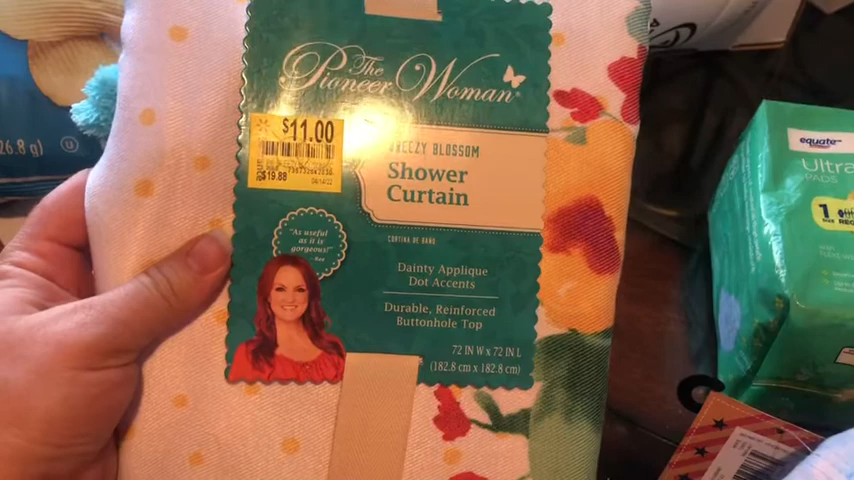 The
Pioneer Woman
$11.00
$19.88
BREEZY BLOSSOM
Shower
Curtain
CORTINA DE BAÑO
"As useful
as it is
gorgeous!"
- Ree
Dainty Applique
Dot Accents
Durable, Reinforced
Buttonhole Top
72 IN W x 72 IN L
(182.8 cm x 182.8 cm)
26.8 g)
U
equate
Ultra
PADS
1
C